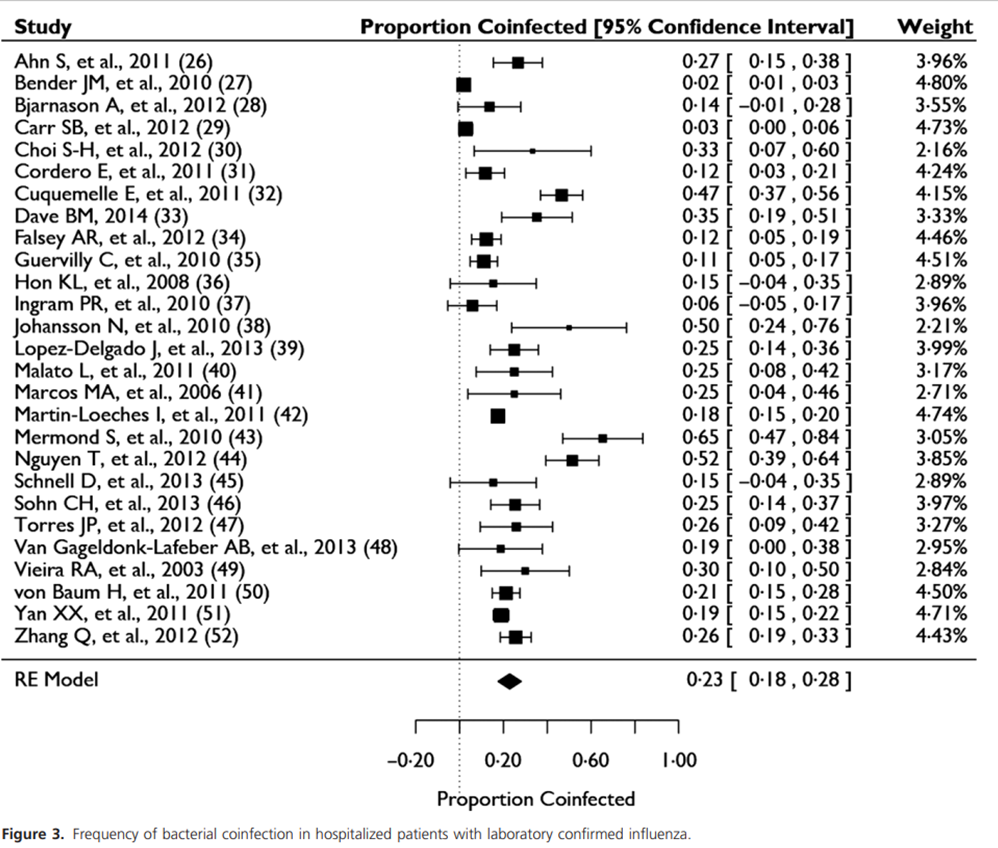 Study Proportion Coinfected [95% Confidence Interval] Weight
Ahn S, et al., 2011 (26) 0·27 [ 0·15 , 0·38 ] 3·96%
Bender JM, et al., 2010 (27) 0·02 [ 0·01 , 0·03 ] 4·80%
Bjarnason A, et al., 2012 (28) 0·14 [ −0·01 , 0·28 ] 3·55%
Carr SB, et al., 2012 (29) 0·03 [ 0·00 , 0·06 ] 4·73%
Choi S-H, et al., 2012 (30) 0·33 [ 0·07 , 0·60 ] 2·16%
Cordero E, et al., 2011 (31) 0·12 [ 0·03 , 0·21 ] 4·24%
Cuquemelle E, et al., 2011 (32) 0·47 [ 0·37 , 0·56 ] 4·15%
Dave BM, 2014 (33) 0·35 [ 0·19 , 0·51 ] 3·33%
Falsey AR, et al., 2012 (34) 0·12 [ 0·05 , 0·19 ] 4·46%
Guervilly C, et al., 2010 (35) 0·11 [ 0·05 , 0·17 ] 4·51%
Hon KL, et al., 2008 (36) 0·15 [ −0·04 , 0·35 ] 2·89%
Ingram PR, et al., 2010 (37) 0·06 [ −0·05 , 0·17 ] 3·96%
Johansson N, et al., 2010 (38) 0·50 [ 0·24 , 0·76 ] 2·21%
Lopez-Delgado J, et al., 2013 (39) 0·25 [ 0·14 , 0·36 ] 3·99%
Malato L, et al., 2011 (40) 0·25 [ 0·08 , 0·42 ] 3·17%
Marcos MA, et al., 2006 (41) 0·25 [ 0·04 , 0·46 ] 2·71%
Martin-Loeches I, et al., 2011 (42) 0·18 [ 0·15 , 0·20 ] 4·74%
Mermond S, et al., 2010 (43) 0·65 [ 0·47 , 0·84 ] 3·05%
Nguyen T, et al., 2012 (44) 0·52 [ 0·39 , 0·64 ] 3·85%
Schnell D, et al., 2013 (45) 0·15 [ −0·04 , 0·35 ] 2·89%
Sohn CH, et al., 2013 (46) 0·25 [ 0·14 , 0·37 ] 3·97%
Torres JP, et al., 2012 (47) 0·26 [ 0·09 , 0·42 ] 3·27%
Van Gageldonk-Lafeber AB, et al., 2013 (48) 0·19 [ 0·00 , 0·38 ] 2·95%
Vieira RA, et al., 2003 (49) 0·30 [ 0·10 , 0·50 ] 2·84%
von Baum H, et al., 2011 (50) 0·21 [ 0·15 , 0·28 ] 4·50%
Yan XX, et al., 2011 (51) 0·19 [ 0·15 , 0·22 ] 4·71%
Zhang Q, et al., 2012 (52) 0·26 [ 0·19 , 0·33 ] 4·43%
RE Model 0·23 [ 0·18 , 0·28 ]
−0·20 0·20 0·60 1·00
Proportion Coinfected
Figure 3. Frequency of bacterial coinfection in hospitalized patients with laboratory confirmed influenza.